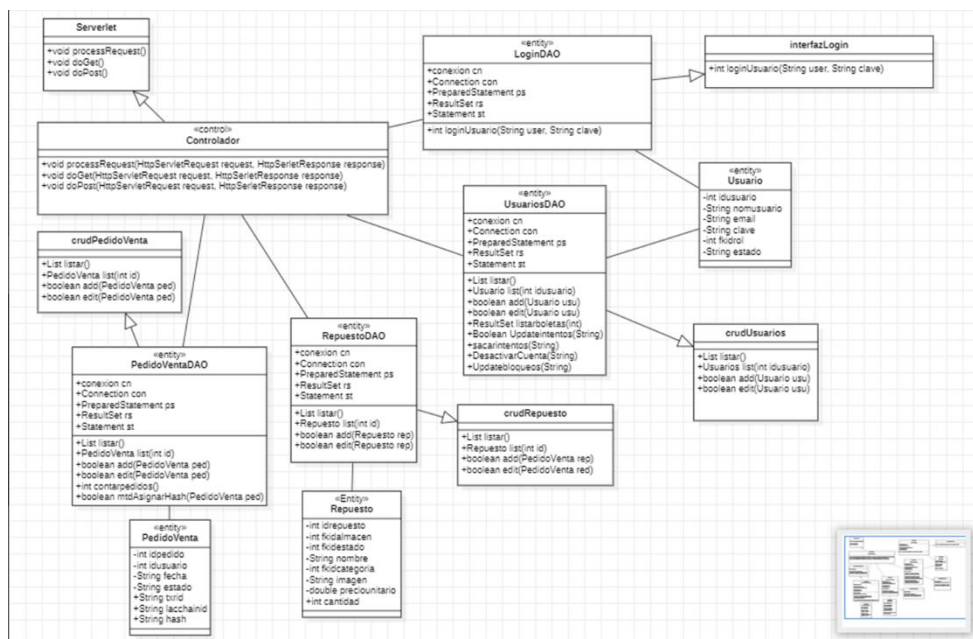 Serverlet
+void processRequest()
+void doGet()
+void doPost()
«control»
Controlador
+void processRequest(HttpServletRequest request, HttpSerletResponse response)
+void doGet(HttpServletRequest request, HttpSerletResponse response)
+void doPost(HttpServletRequest request, HttpSerletResponse response)
«entity»
LoginDAO
+conexion cn
+Connection con
+PreparedStatement ps
+ResultSet rs
+Statement st
+int loginUsuario(String user, String clave)
interfazLogin
+int loginUsuario(String user, String clave)
«entity»
Usuario
-int idusuario
-String nomusuario
-String email
-String clave
-int fkidrol
-String estado
«entity»
UsuariosDAO
+conexion cn
+Connection con
+PreparedStatement ps
+ResultSet rs
+Statement st
+List listar()
+Usuario list(int idusuario)
+boolean add(Usuario usu)
+boolean edit(Usuario usu)
+ResultSet listarboletas(int)
+Boolean Updateintentos(String)
+sacarintentos(String)
+DesactivarCuenta(String)
+Updatebloqueos(String)
crudPedidoVenta
+List listar()
+PedidoVenta list(int id)
+boolean add(PedidoVenta ped)
+boolean edit(PedidoVenta ped)
«entity»
RepuestoDAO
+conexion cn
+Connection con
+PreparedStatement ps
+ResultSet rs
+Statement st
+List listar()
+Repuesto list(int id)
+boolean add(Repuesto rep)
+boolean edit(Repuesto rep)
crudUsuarios
+List listar()
+Usuarios list(int idusuario)
+boolean add(Usuario usu)
+boolean edit(Usuario usu)
«entity»
PedidoVentaDAO
+conexion cn
+Connection con
+PreparedStatement ps
+ResultSet rs
+Statement st
+List listar()
+PedidoVenta list(int id)
+boolean add(PedidoVenta ped)
+boolean edit(PedidoVenta ped)
+int contarpedidos()
+boolean mtdAsignarHash(PedidoVenta ped)
crudRepuesto
+List listar()
+Repuesto list(int id)
+boolean add(PedidoVenta rep)
+boolean edit(PedidoVenta red)
«Entity»
Repuesto
-int idrepuesto
-int fkidalmacen
-int fkidestado
-String nombre
-int fkidcategoria
-String imagen
-double preciounitario
+int cantidad
«entity»
PedidoVenta
-int idpedido
-int idusuario
-String fecha
-String estado
+String txrid
+String lacchainid
+String hash